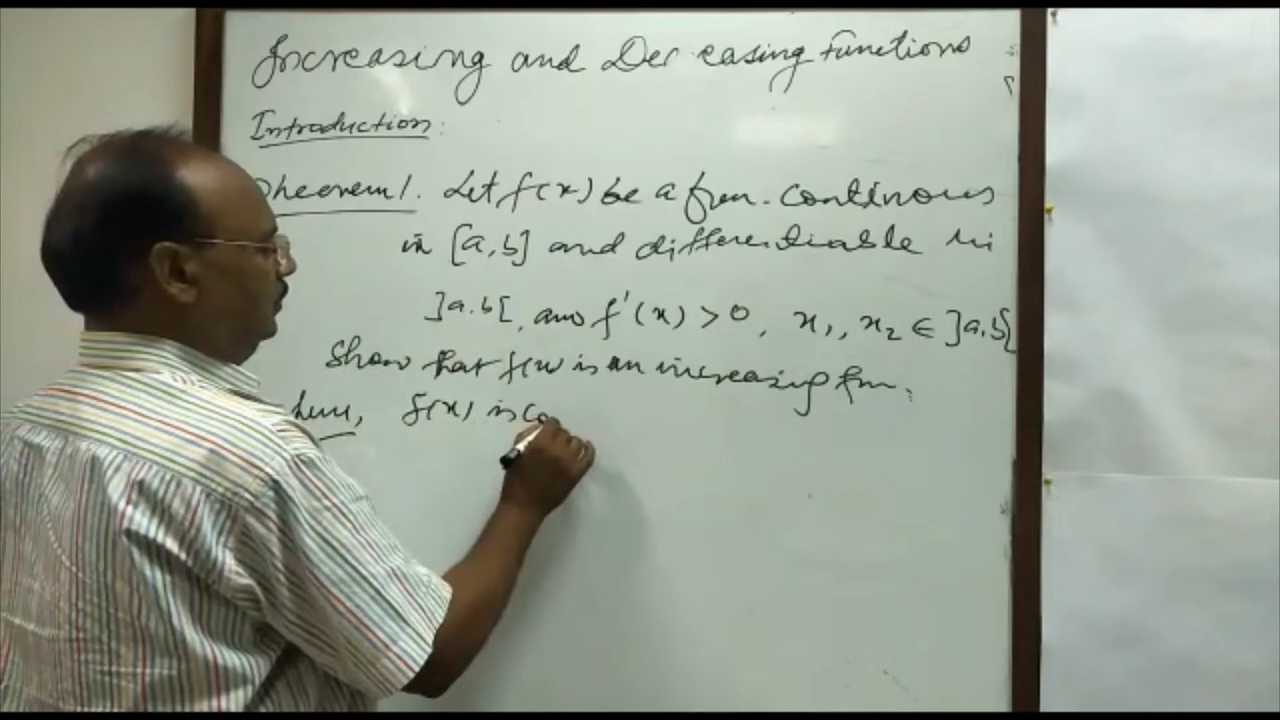 Increasing and Decreasing Functions
Introduction:
Theorem 1. Let f(x) be a fun. continous
in [a,b] and differentiable in
]a.b[, and f'(x) > 0, x₁, x₂ ∈ ]a,b[
Show that f(x) is an increasing fun.
here, f(x) is co